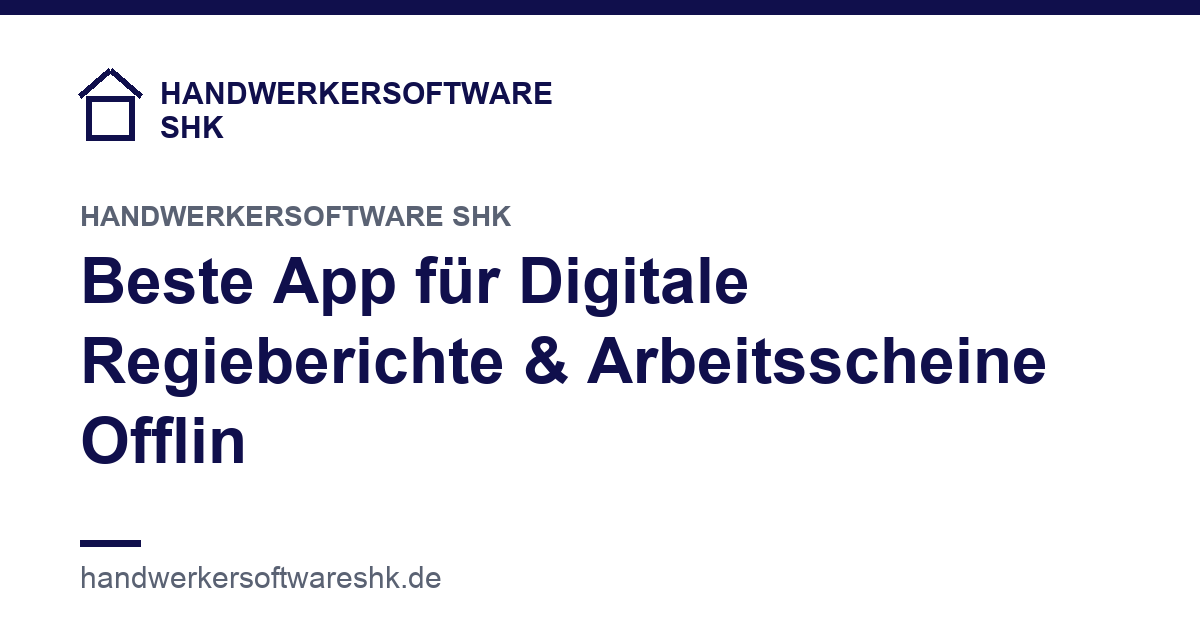 HANDWERKERSOFTWARE
SHK
HANDWERKERSOFTWARE SHK
Beste App für Digitale
Regieberichte & Arbeitsscheine
Offlin
handwerkersoftwareshk.de